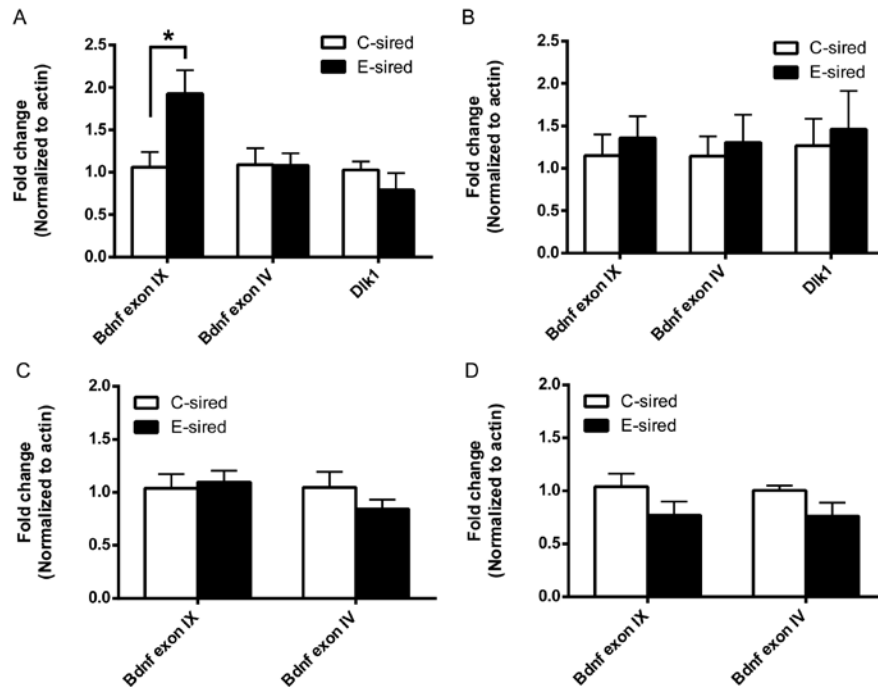 A
Fold change
(Normalized to actin)
2.5
2.0
1.5
1.0
0.5
0.0
*
C-sired
E-sired
Bdnf exon IX
Bdnf exon IV
Dlk1
B
Fold change
(Normalized to actin)
2.5
2.0
1.5
1.0
0.5
0.0
C-sired
E-sired
Bdnf exon IX
Bdnf exon IV
Dlk1
C
Fold change
(Normalized to actin)
2.0
1.5
1.0
0.5
0.0
C-sired
E-sired
Bdnf exon IX
Bdnf exon IV
D
Fold change
(Normalized to actin)
2.0
1.5
1.0
0.5
0.0
C-sired
E-sired
Bdnf exon IX
Bdnf exon IV